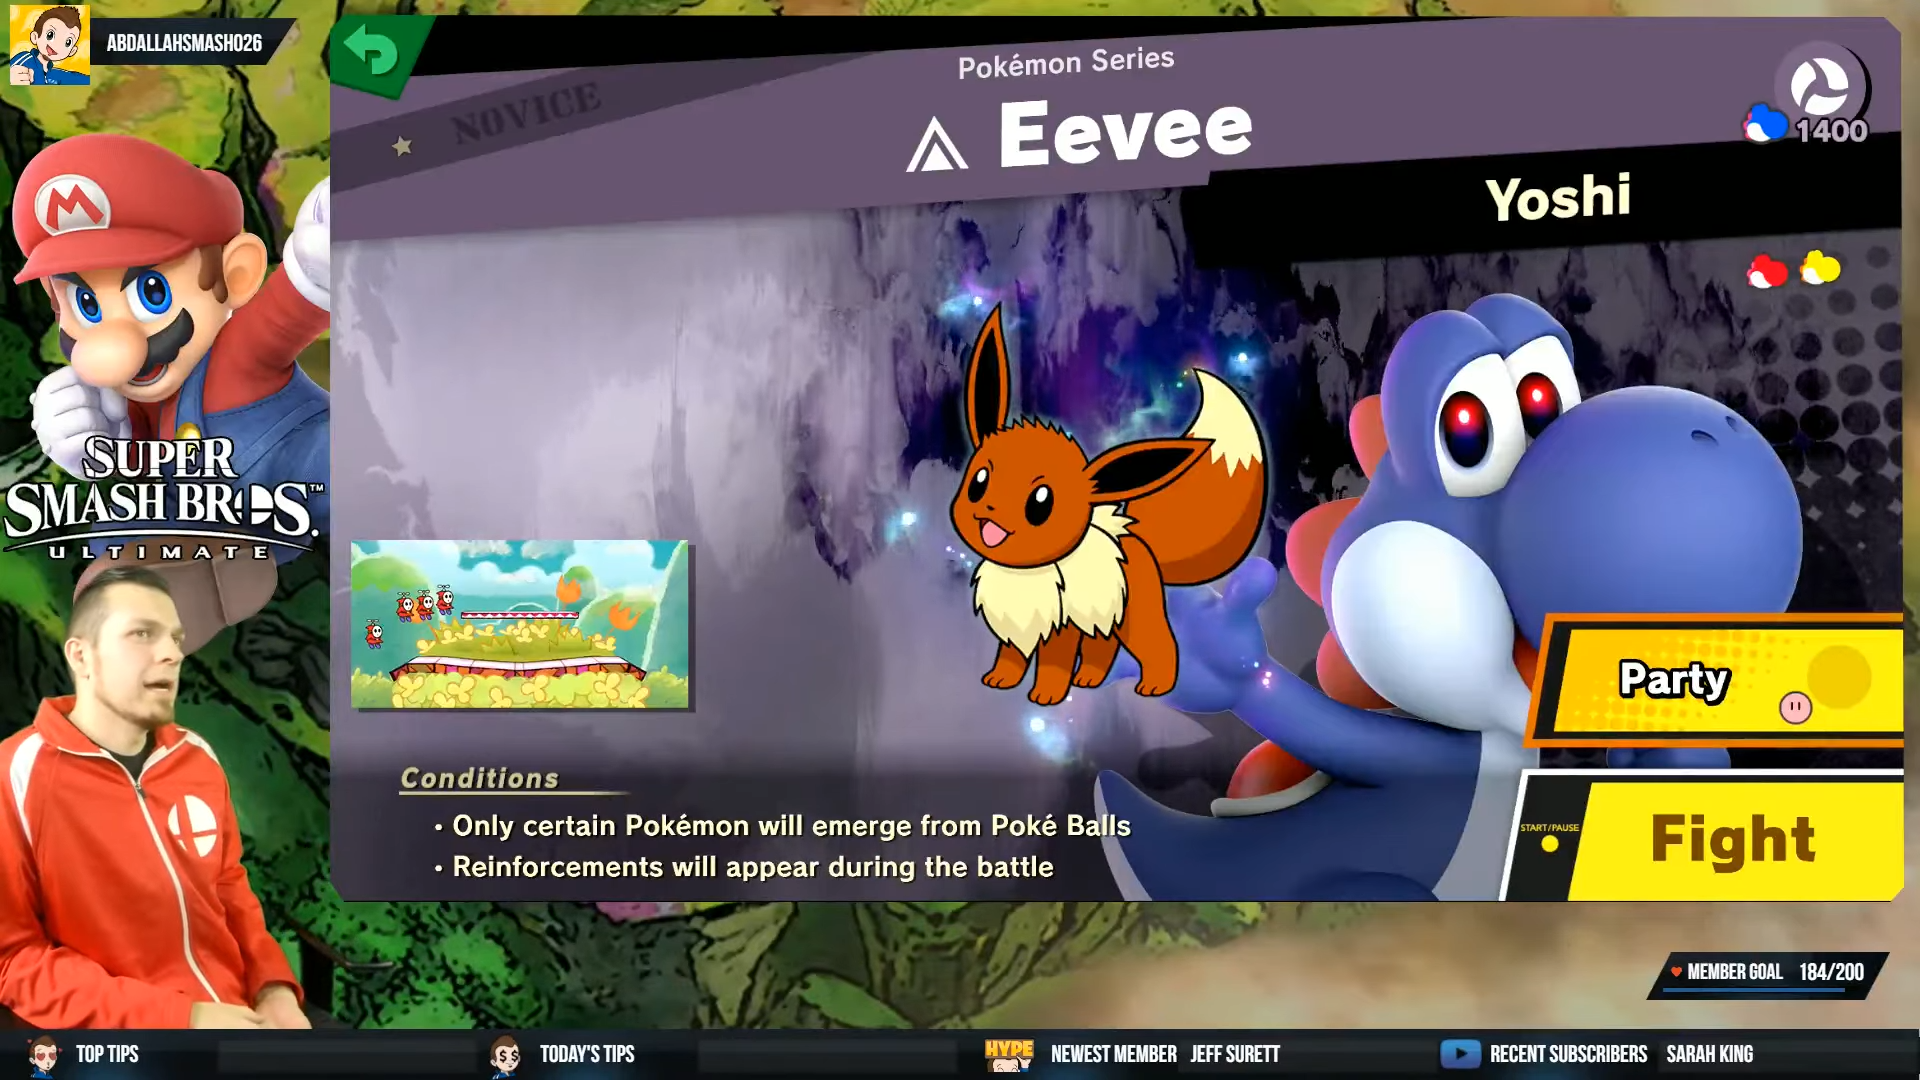 ABDALLAHSMASH026
NOVICE
Pokémon Series
Eevee
1400
Yoshi
M
SUPER
SMASH BROS.™
ULTIMATE
Party
Conditions
• Only certain Pokémon will emerge from Poké Balls
• Reinforcements will appear during the battle
START/PAUSE
Fight
MEMBER GOAL 184/200
TOP TIPS
TODAY'S TIPS
HYPE
NEWEST MEMBER JEFF SURETT
RECENT SUBSCRIBERS SARAH KING